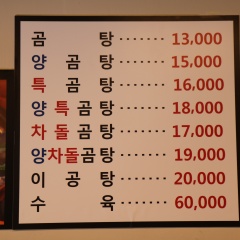 곰 탕 ······· 13,000
양 곰 탕 ······· 15,000
특 곰 탕 ······· 16,000
양 특 곰 탕 ······· 18,000
차 돌 곰 탕 ······· 17,000
양차돌곰탕 ······· 19,000
이 공 탕 ······· 20,000
수 육 ······· 60,000